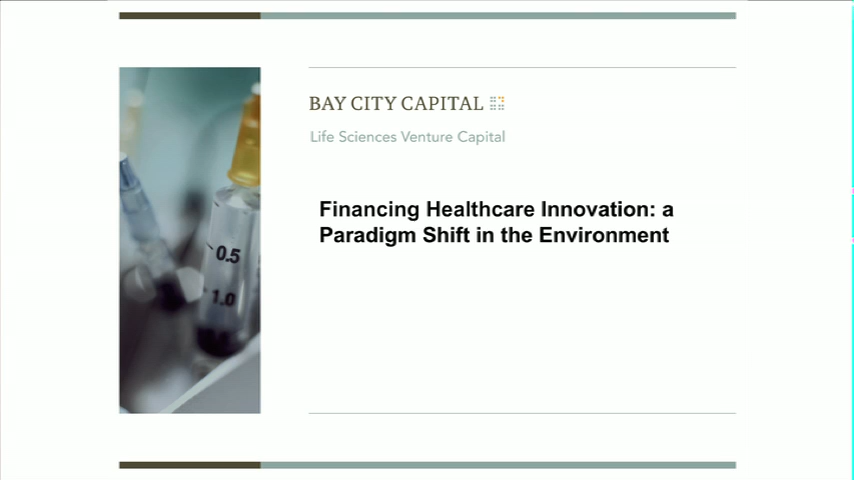 BAY CITY CAPITAL
Life Sciences Venture Capital
Financing Healthcare Innovation: a
Paradigm Shift in the Environment
0.5
1.0